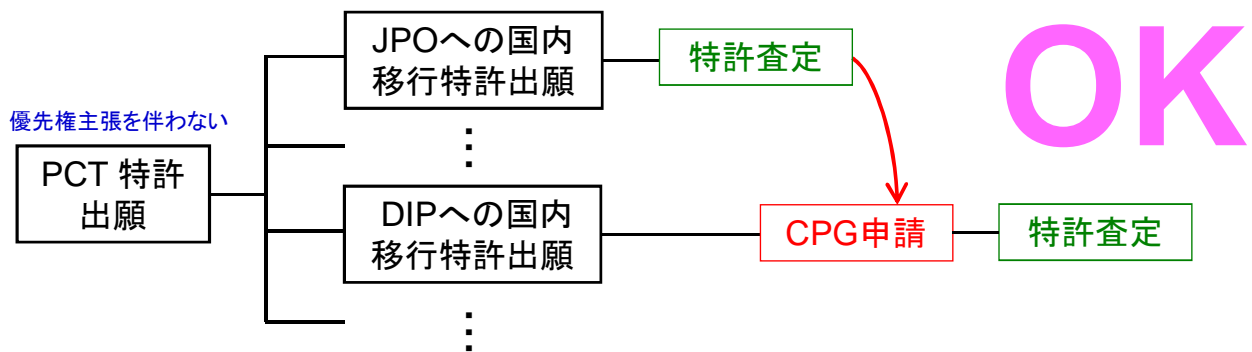 JPOへの国内
移行特許出願
特許査定
OK
優先権主張を伴わない
PCT 特許
出願
DIPへの国内
移行特許出願
CPG申請
特許査定